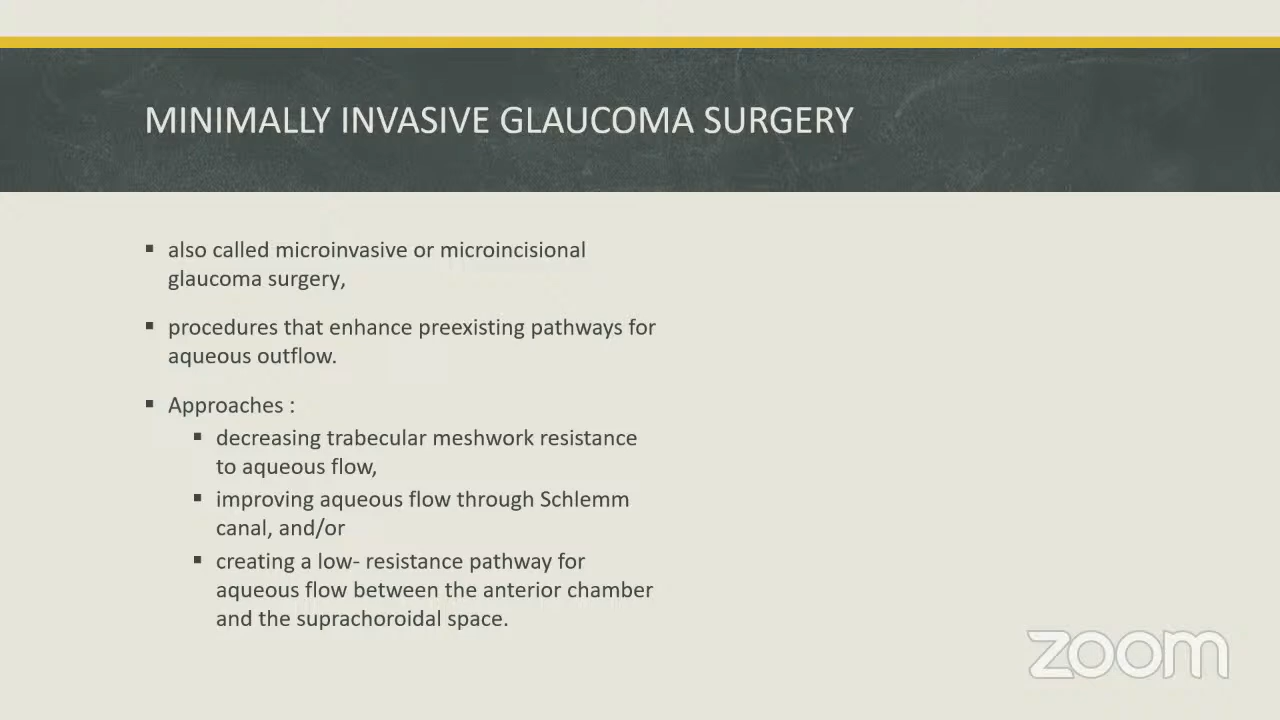 MINIMALLY INVASIVE GLAUCOMA SURGERY
▪ also called microinvasive or microincisional
glaucoma surgery,
▪ procedures that enhance preexisting pathways for
aqueous outflow.
▪ Approaches :
▪ decreasing trabecular meshwork resistance
to aqueous flow,
▪ improving aqueous flow through Schlemm
canal, and/or
▪ creating a low- resistance pathway for
aqueous flow between the anterior chamber
and the suprachoroidal space.
zoom